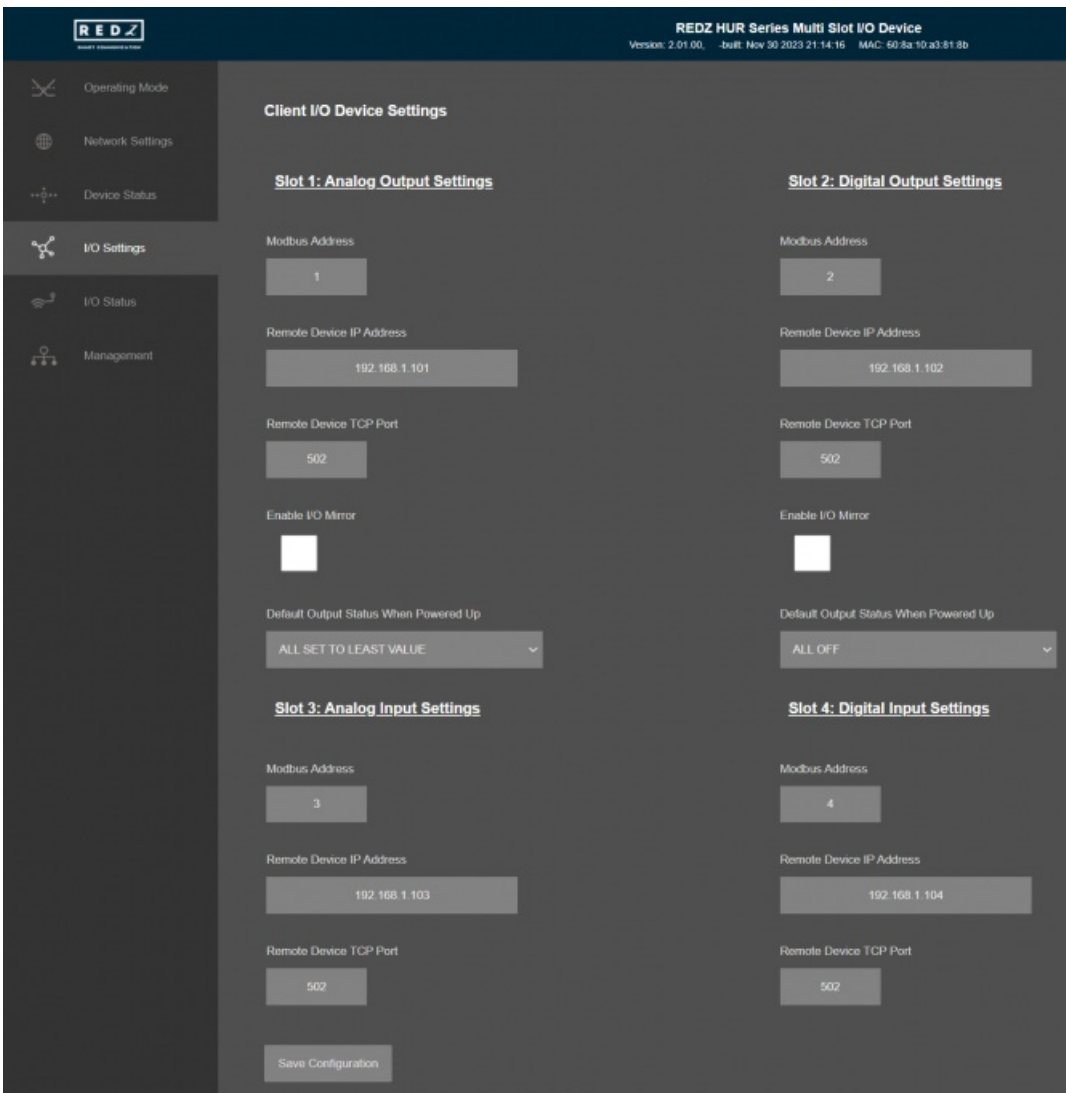 REDZ
SMART COMMUNICATION
REDZ HUR Series Multi Slot I/O Device
Version: 2.01.00, -built: Nov 30 2023 21:14:16 MAC: 60:8a:10:a3:81:8b
Operating Mode
Network Settings
Device Status
I/O Settings
I/O Status
Management
Client I/O Device Settings
Slot 1: Analog Output Settings
Modbus Address
1
Remote Device IP Address
192.168.1.101
Remote Device TCP Port
502
Enable I/O Mirror
Default Output Status When Powered Up
ALL SET TO LEAST VALUE
Slot 2: Digital Output Settings
Modbus Address
2
Remote Device IP Address
192.168.1.102
Remote Device TCP Port
502
Enable I/O Mirror
Default Output Status When Powered Up
ALL OFF
Slot 3: Analog Input Settings
Modbus Address
3
Remote Device IP Address
192.168.1.103
Remote Device TCP Port
502
Slot 4: Digital Input Settings
Modbus Address
4
Remote Device IP Address
192.168.1.104
Remote Device TCP Port
502
Save Configuration